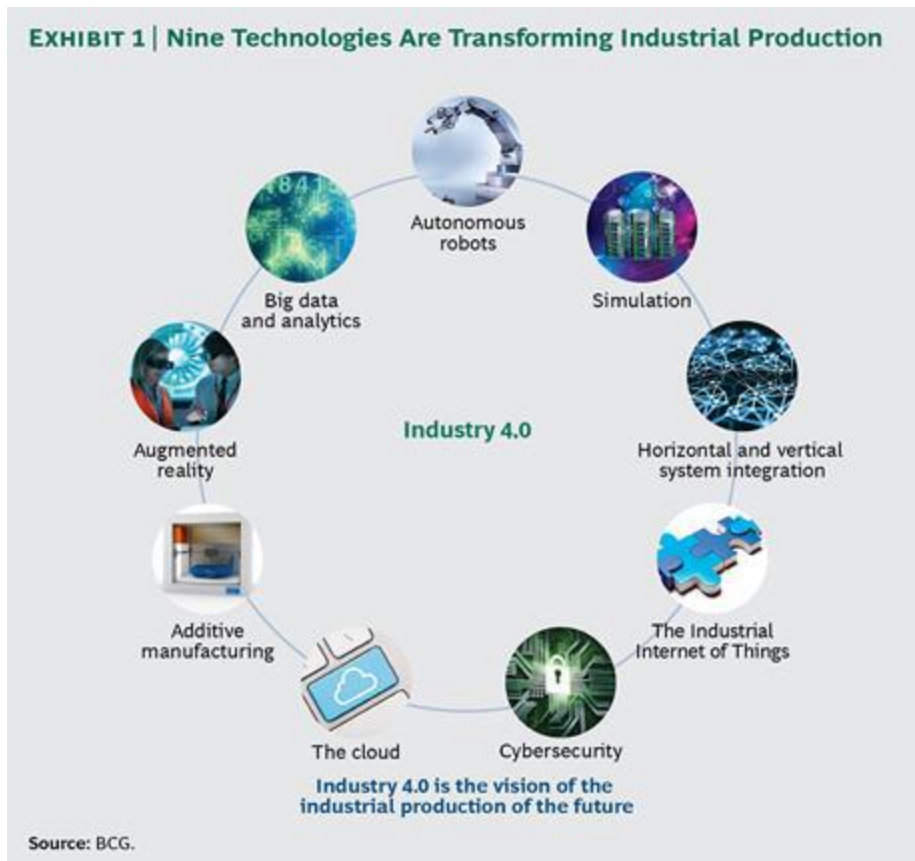 EXHIBIT 1 | Nine Technologies Are Transforming Industrial Production
Autonomous
robots
Simulation
Horizontal and vertical
system integration
The Industrial
Internet of Things
Cybersecurity
The cloud
Additive
manufacturing
Augmented
reality
Big data
and analytics
Industry 4.0
Industry 4.0 is the vision of the
industrial production of the future
Source: BCG.